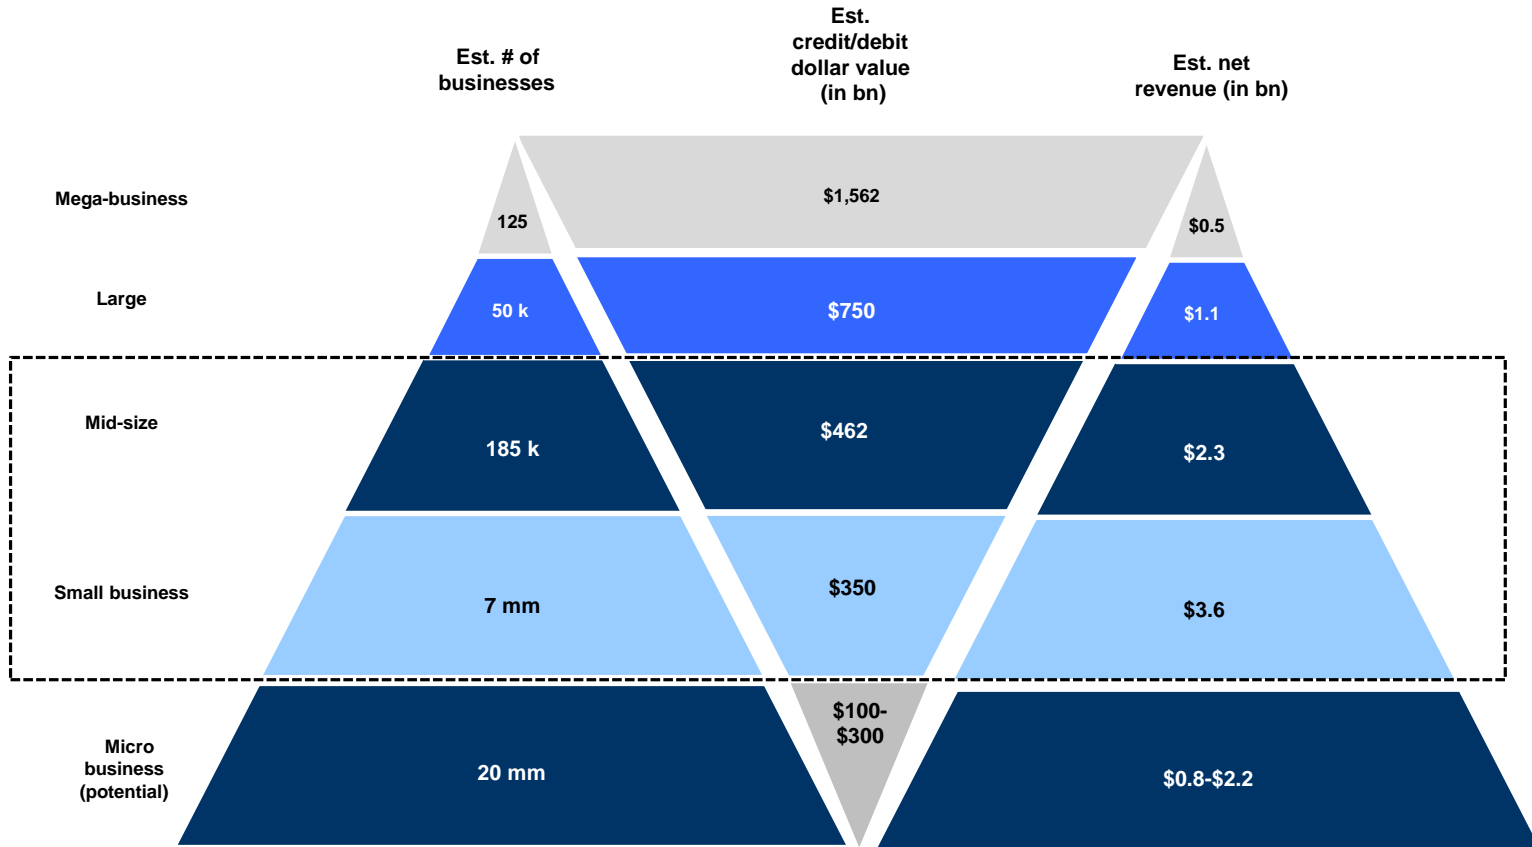 Est. # of
businesses
Est.
credit/debit
dollar value
(in bn)
Est. net
revenue (in bn)
Mega-business
125
$1,562
$0.5
Large
50 k
$750
$1.1
Mid-size
185 k
$462
$2.3
Small business
7 mm
$350
$3.6
Micro
business
(potential)
20 mm
$100-
$300
$0.8-$2.2